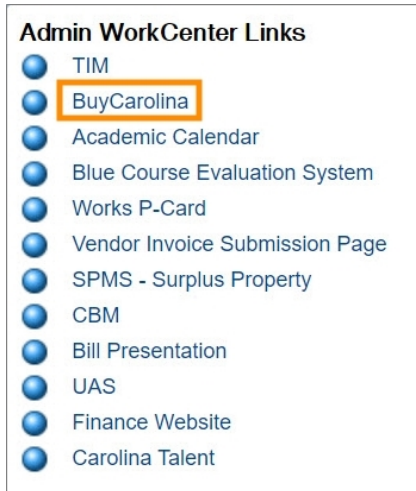 Admin WorkCenter Links
TIM
BuyCarolina
Academic Calendar
Blue Course Evaluation System
Works P-Card
Vendor Invoice Submission Page
SPMS - Surplus Property
CBM
Bill Presentation
UAS
Finance Website
Carolina Talent